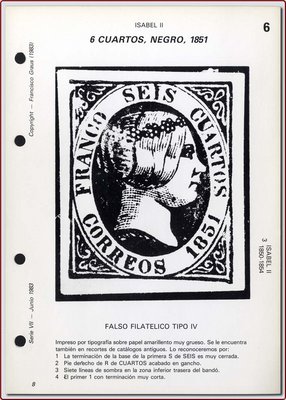 ISABEL II
6 CUARTOS, NEGRO, 1851
6
Copyright — Francisco Graus (1983)
FRANCO SEIS CUARTOS
CORREOS 1851
3 ISABEL II
1850 1854
FALSO FILATELICO TIPO IV
Impreso por tipografía sobre papel amarillento muy grueso. Se le encuentra
también en recortes de catálogos antiguos. Lo reconoceremos por:
1 La terminación de la base de la primera S de SEIS es muy cerrada.
2 Pie derecho de R de CUARTOS acabado en gancho.
3 Siete líneas de sombra en la zona inferior trasera del bandó.
4 El primer 1 con terminación muy corta.
Serie VII — Junio 1983
8